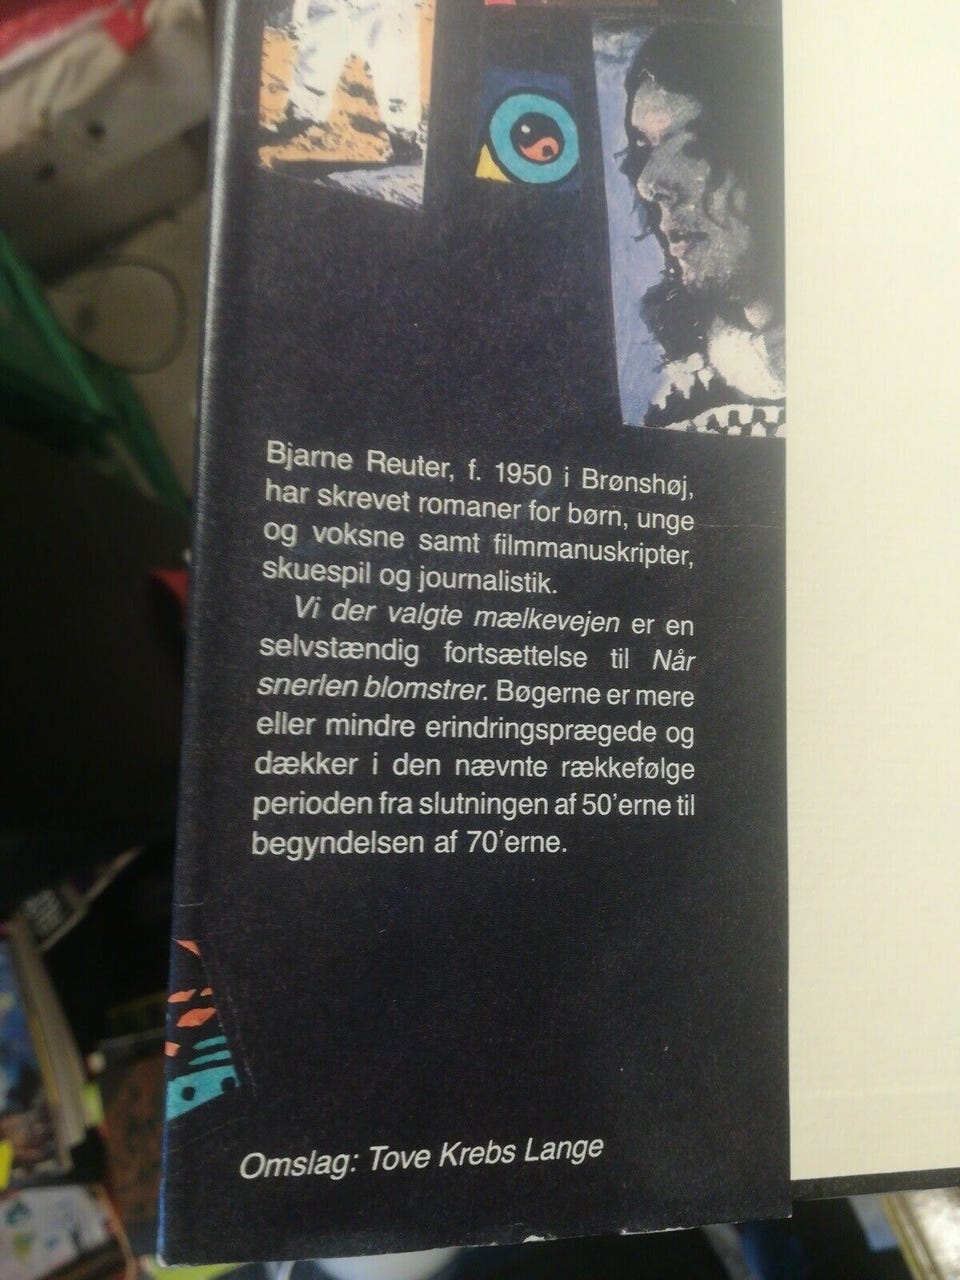 Bjarne Reuter, f. 1950 i Brønshøj,
har skrevet romaner for børn, unge
og voksne samt filmmanuskripter,
skuespil og journalistik.
Vi der valgte mælkevejen er en
selvstændig fortsættelse til Når
snerlen blomstrer. Bøgerne er mere
eller mindre erindringsprægede og
dækker i den nævnte rækkefølge
perioden fra slutningen af 50'erne til
begyndelsen af 70'erne.
Omslag: Tove Krebs Lange